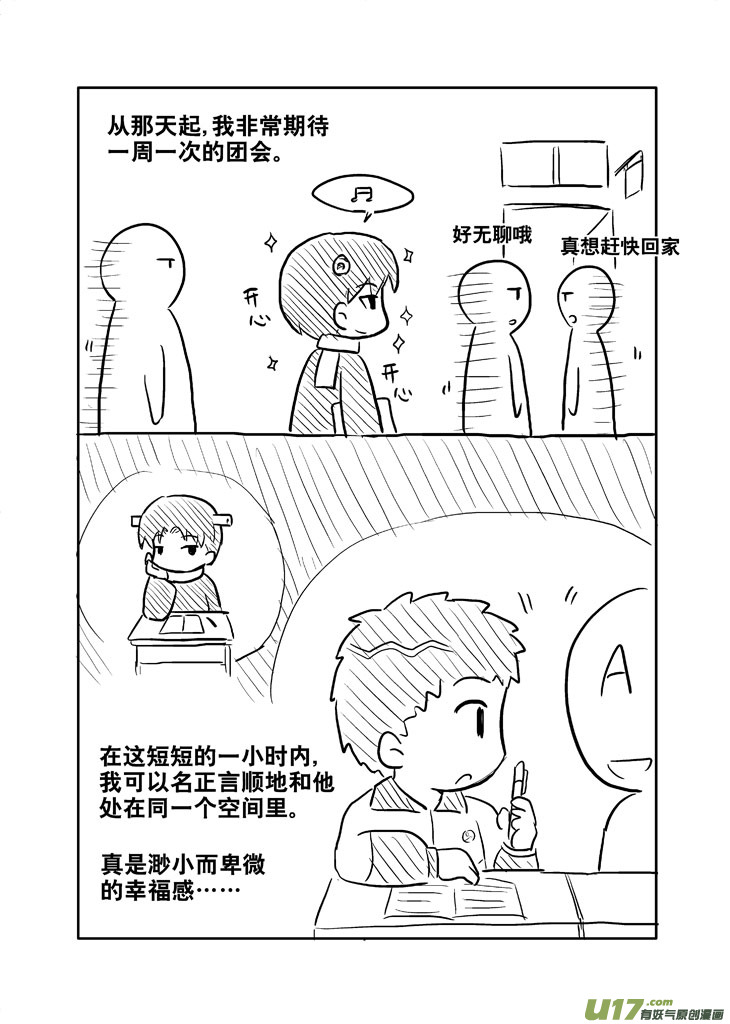 从那天起，我非常期待
一周一次的团会。
好无聊哦
真想赶快回家
开心
开心
A
在这短短的一小时内，
我可以名正言顺地和他
处在同一个空间里。
真是渺小而卑微
的幸福感……
U17.com
有妖气原创漫画